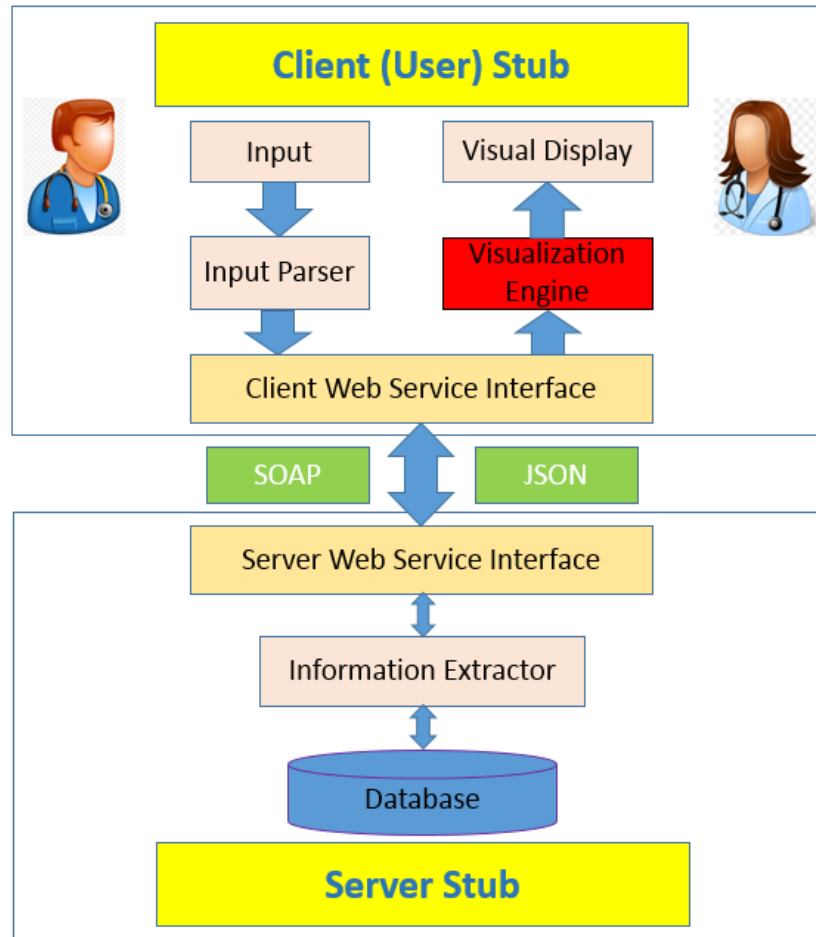 Client (User) Stub
Input
Visual Display
Input Parser
Visualization
Engine
Client Web Service Interface
SOAP
JSON
Server Web Service Interface
Information Extractor
Database
Server Stub